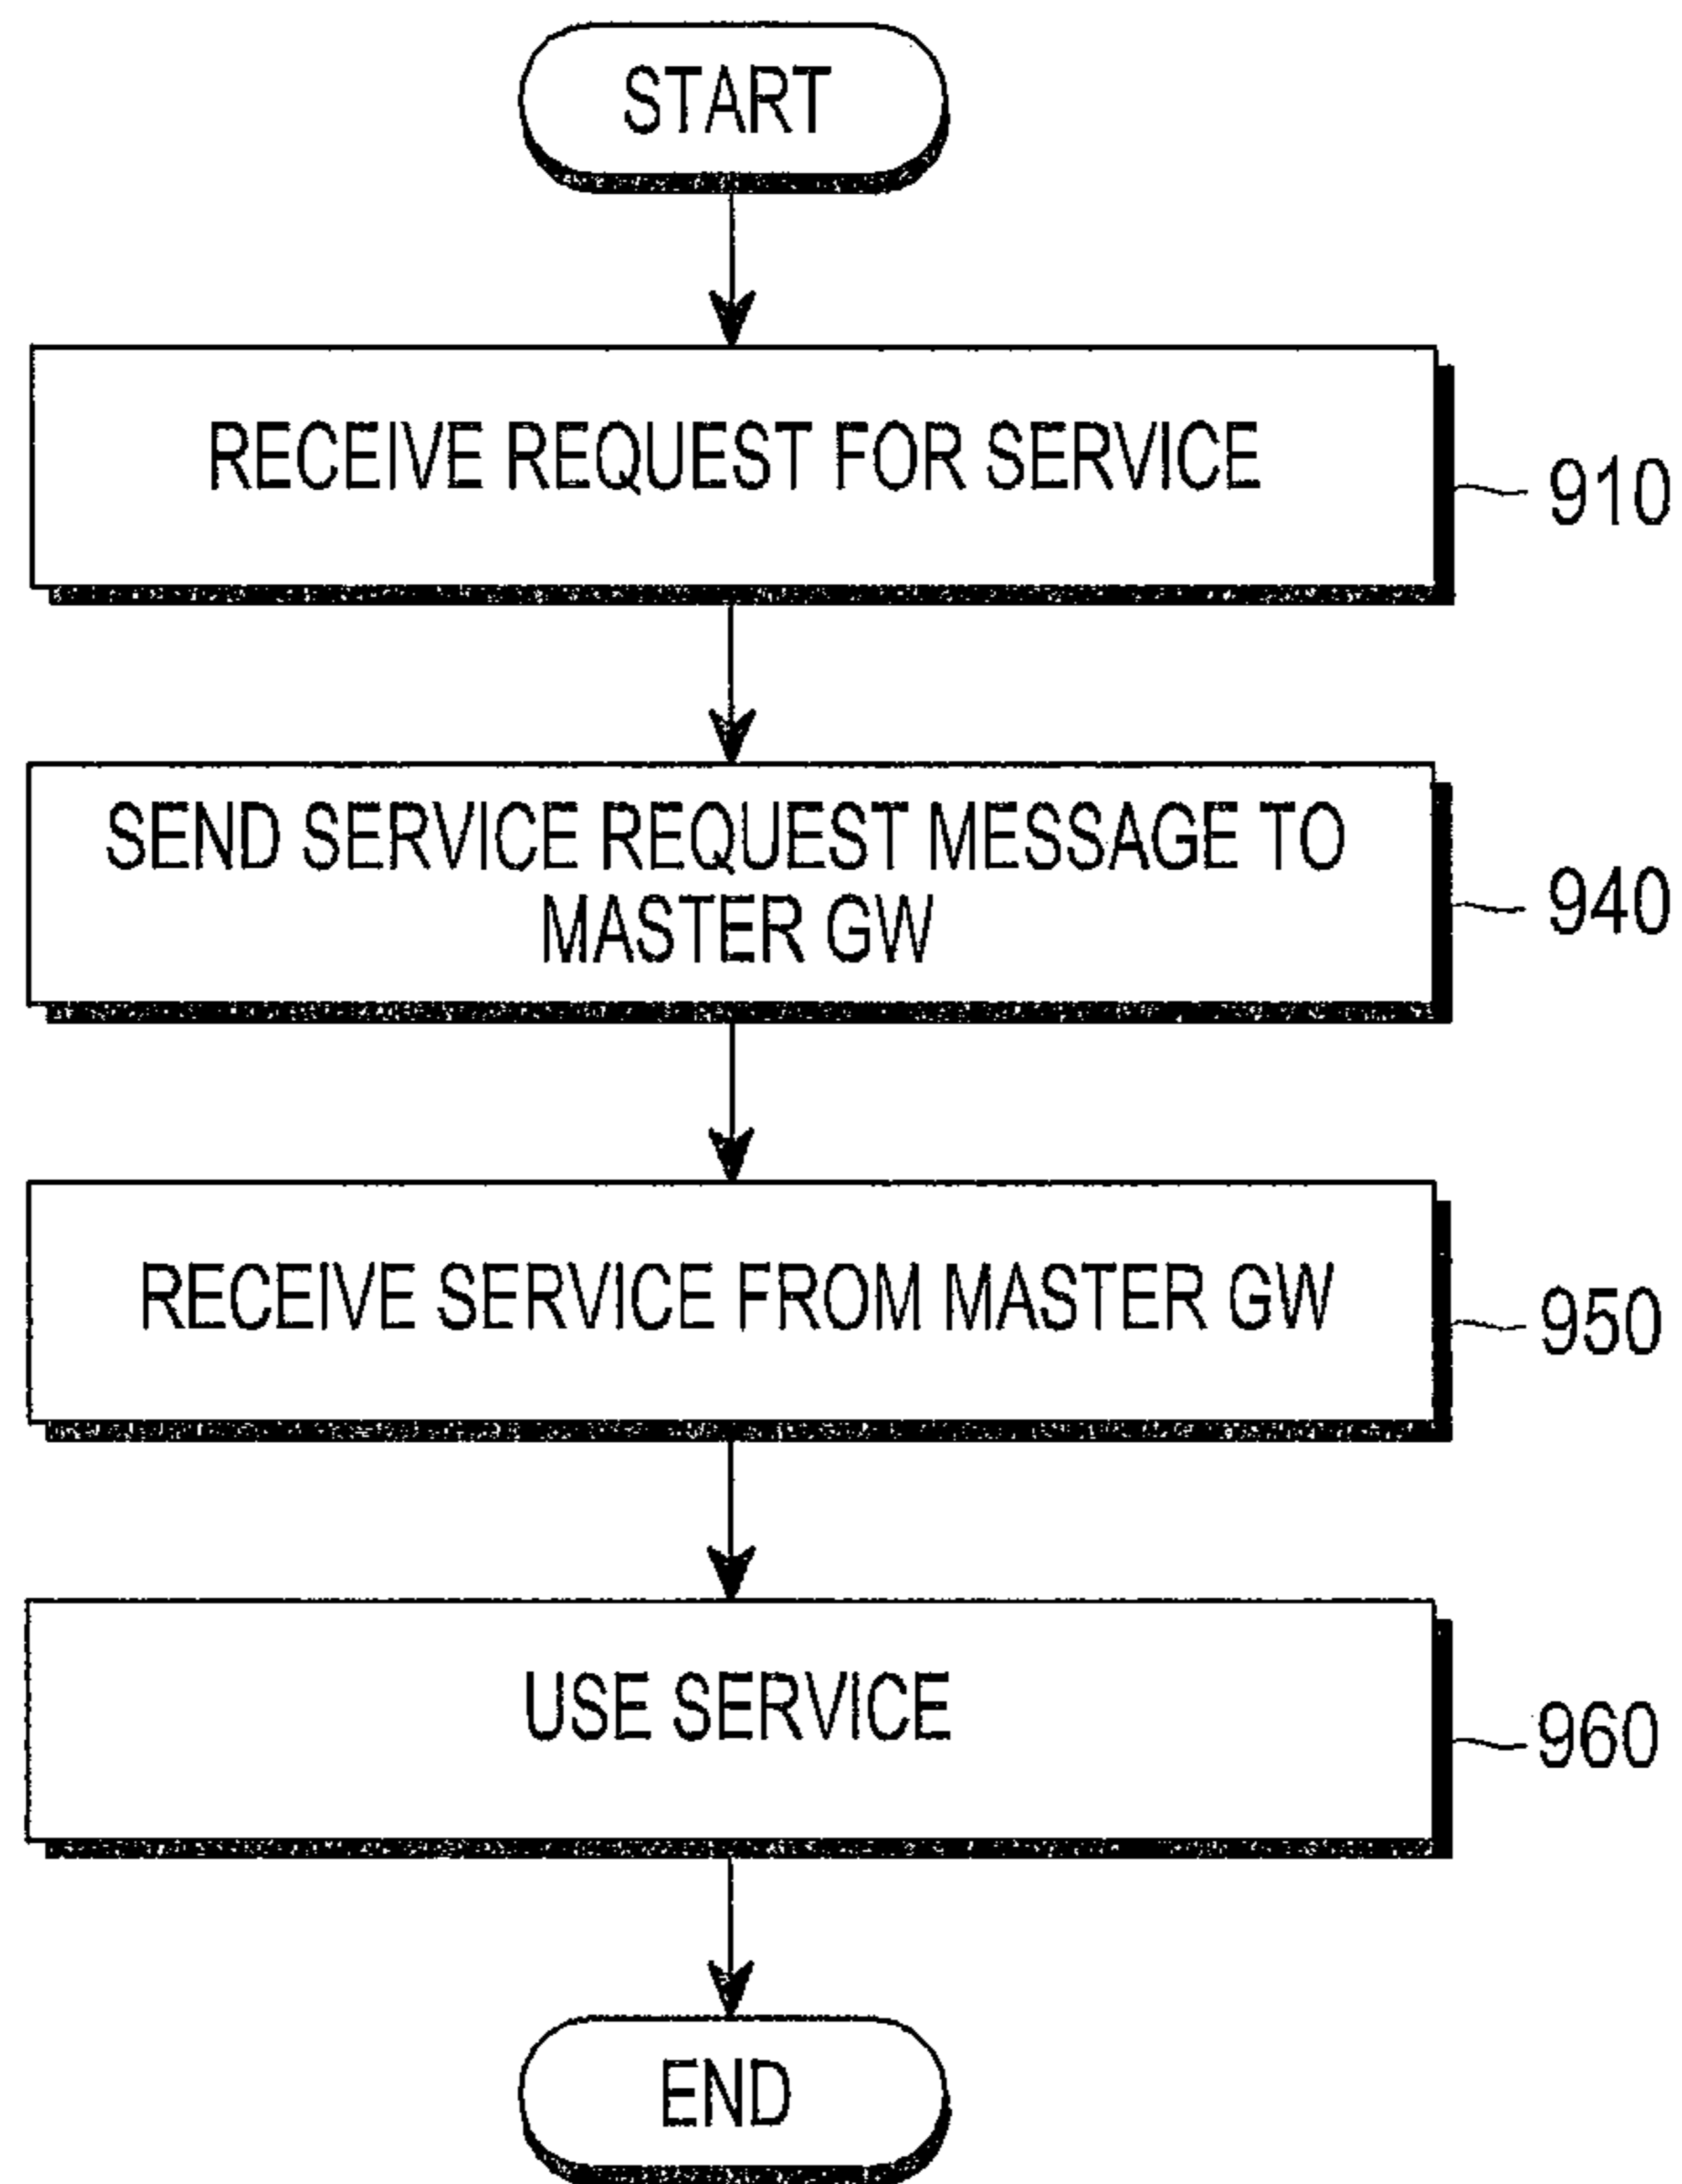 START
RECEIVE REQUEST FOR SERVICE
910
SEND SERVICE REQUEST MESSAGE TO
MASTER GW
940
RECEIVE SERVICE FROM MASTER GW
950
USE SERVICE
960
END